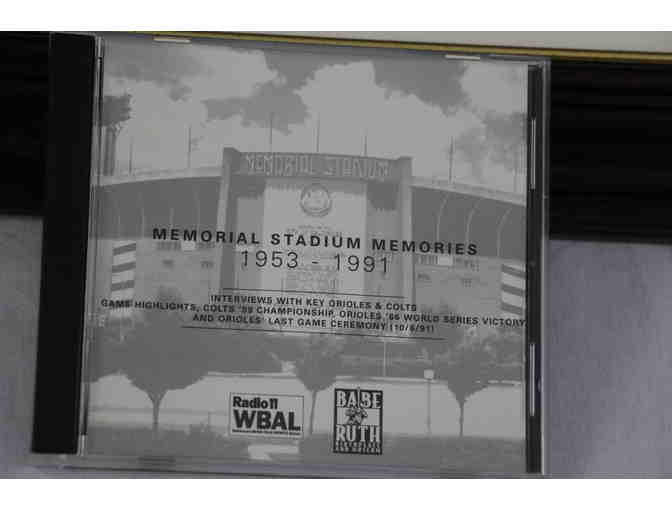 MEMORIAL STADIUM
MEMORIAL STADIUM MEMORIES
1953 - 1991
INTERVIEWS WITH KEY ORIOLES & COLTS
GAME HIGHLIGHTS, COLTS '59 CHAMPIONSHIP, ORIOLES '66 WORLD SERIES VICTORY
AND ORIOLES' LAST GAME CEREMONY (10/6/91)
Radio 11
WBAL
BABE
RUTH